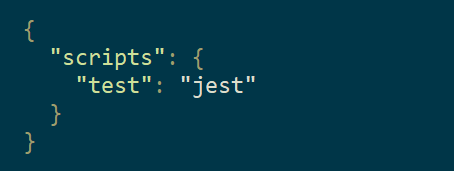 {
  "scripts": {
    "test": "jest"
  }
}